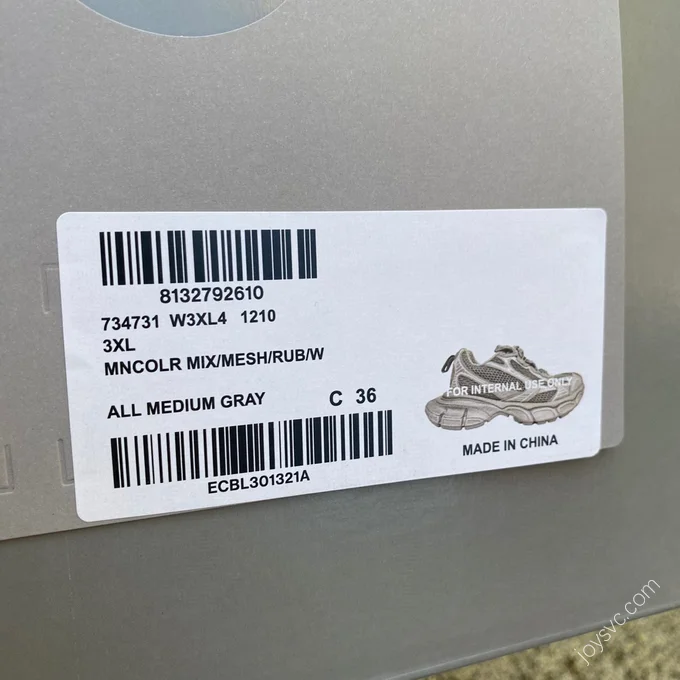 8132792610
734731 W3XL4 1210
3XL
MNCOLR MIX/MESH/RUB/W
ALL MEDIUM GRAY C 36
FOR INTERNAL USE ONLY
ECBL301321A
MADE IN CHINA
joysvc.com